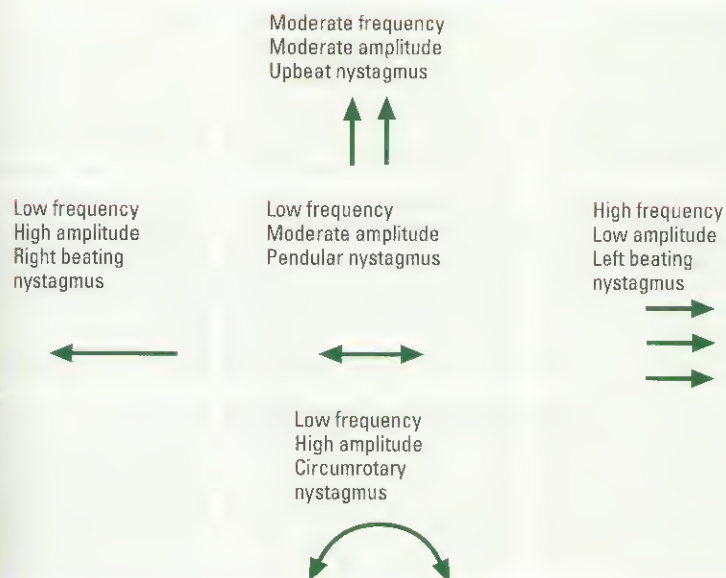 Moderate frequency
Moderate amplitude
Upbeat nystagmus
Low frequency
High amplitude
Right beating
nystagmus
Low frequency
Moderate amplitude
Pendular nystagmus
High frequency
Low amplitude
Left beating
nystagmus
Low frequency
High amplitude
Circumrotary
nystagmus